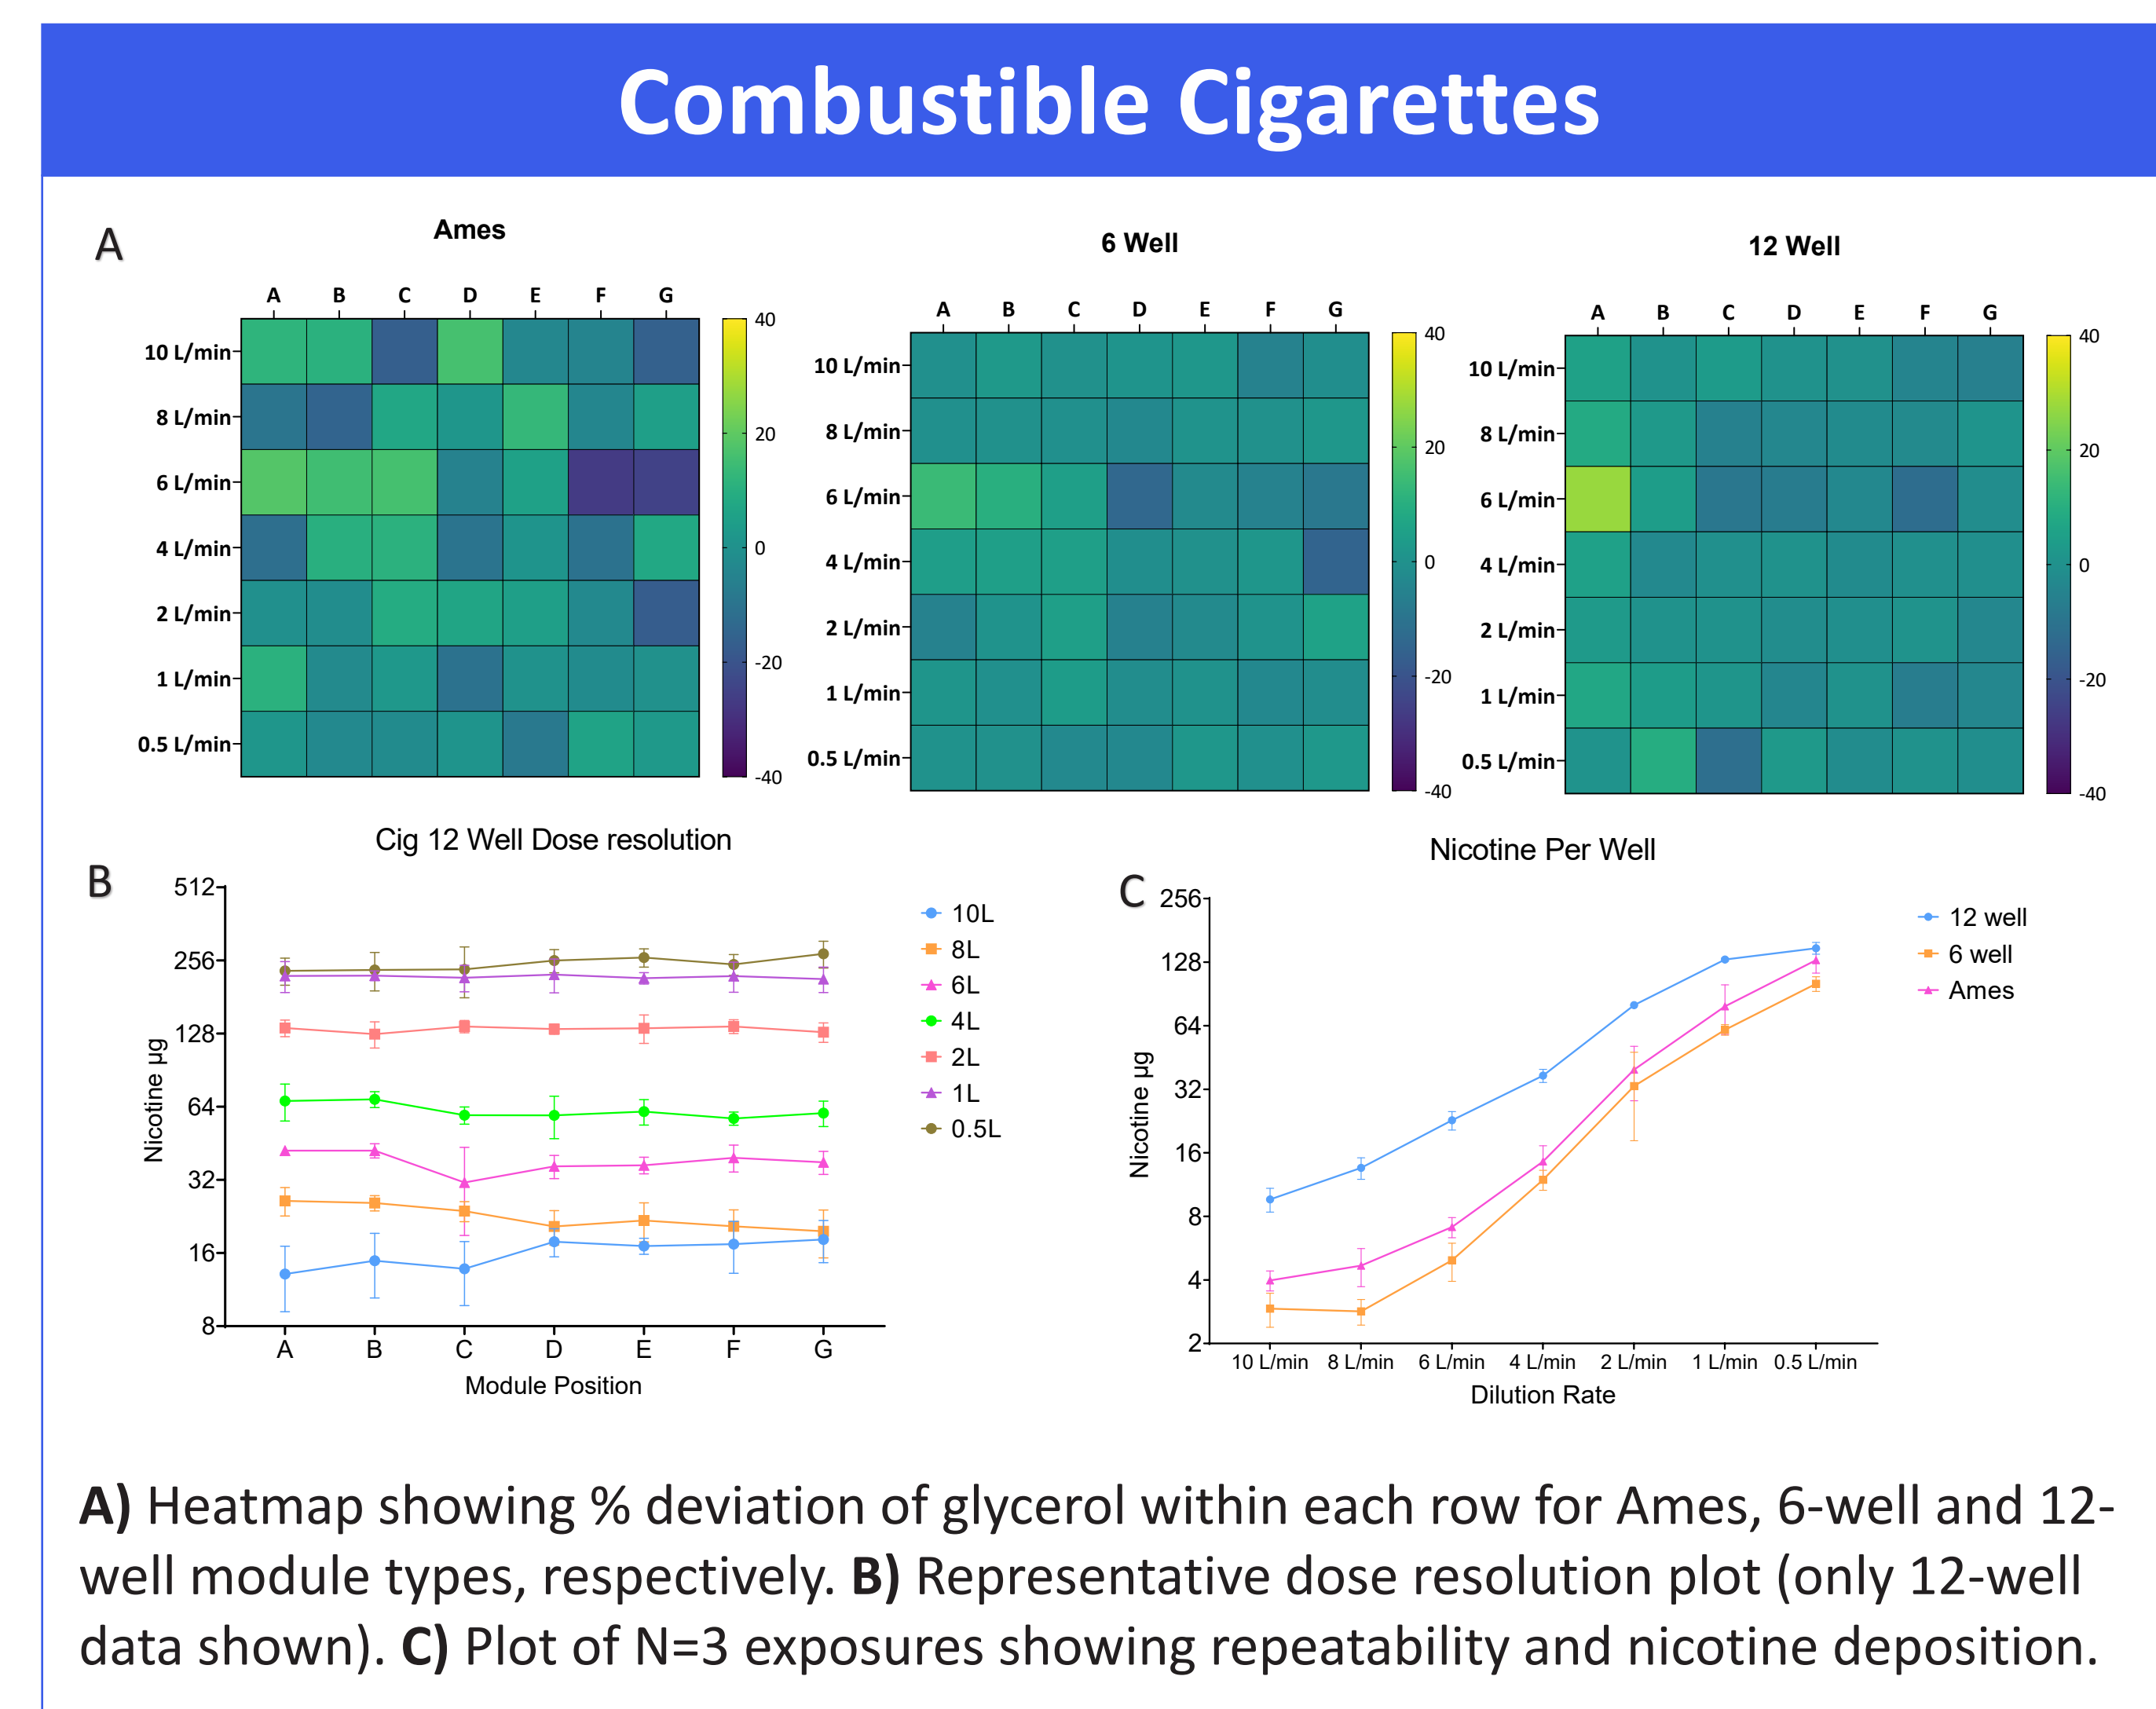 Combustible Cigarettes
A
Ames
A B C D E F G
10 L/min
8 L/min
6 L/min
4 L/min
2 L/min
1 L/min
0.5 L/min
40
20
0
-20
-40
6 Well
A B C D E F G
10 L/min
8 L/min
6 L/min
4 L/min
2 L/min
1 L/min
0.5 L/min
40
20
0
-20
-40
12 Well
A B C D E F G
10 L/min
8 L/min
6 L/min
4 L/min
2 L/min
1 L/min
0.5 L/min
40
20
0
-20
-40
B
Cig 12 Well Dose resolution
Nicotine µg
512
256
128
64
32
16
8
A B C D E F G
Module Position
10L
8L
6L
4L
2L
1L
0.5L
C
Nicotine Per Well
Nicotine µg
256
128
64
32
16
8
4
2
10 L/min 8 L/min 6 L/min 4 L/min 2 L/min 1 L/min 0.5 L/min
Dilution Rate
12 well
6 well
Ames
A) Heatmap showing % deviation of glycerol within each row for Ames, 6-well and 12-
well module types, respectively. B) Representative dose resolution plot (only 12-well
data shown). C) Plot of N=3 exposures showing repeatability and nicotine deposition.